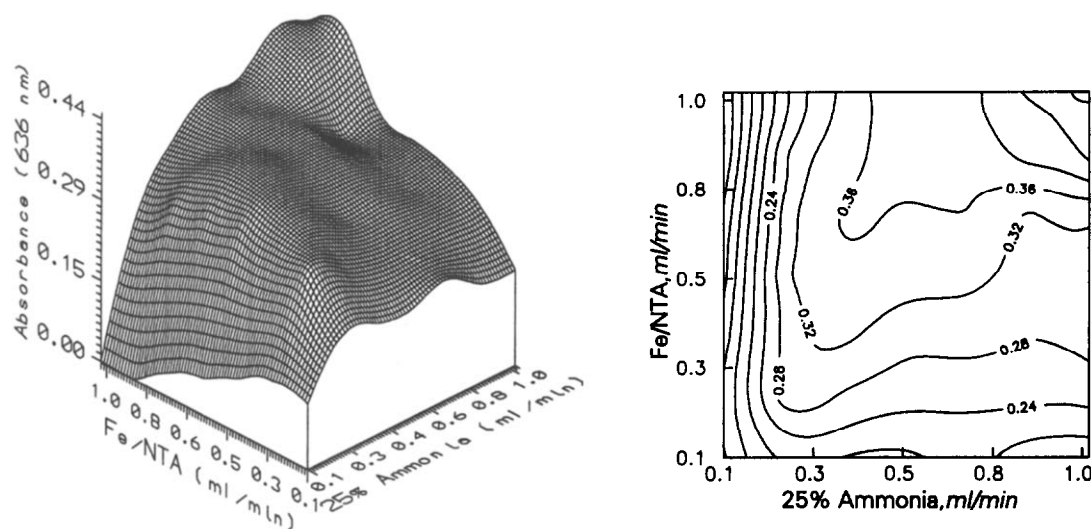 Absorbance (636 nm)
0.44
0.29
0.15
0.00
1.0 0.8 0.6 0.5 0.3 0.1
Fe/NTA (ml/min)
0.1 0.3 0.4 0.6 0.8 1.0
25% Ammonia (ml/min)
Fe/NTA, ml/min
1.0
0.8
0.5
0.3
0.1
0.1 0.3 0.5 0.8 1.0
25% Ammonia, ml/min
0.24
0.36
0.36
0.32
0.32
0.28
0.28
0.24